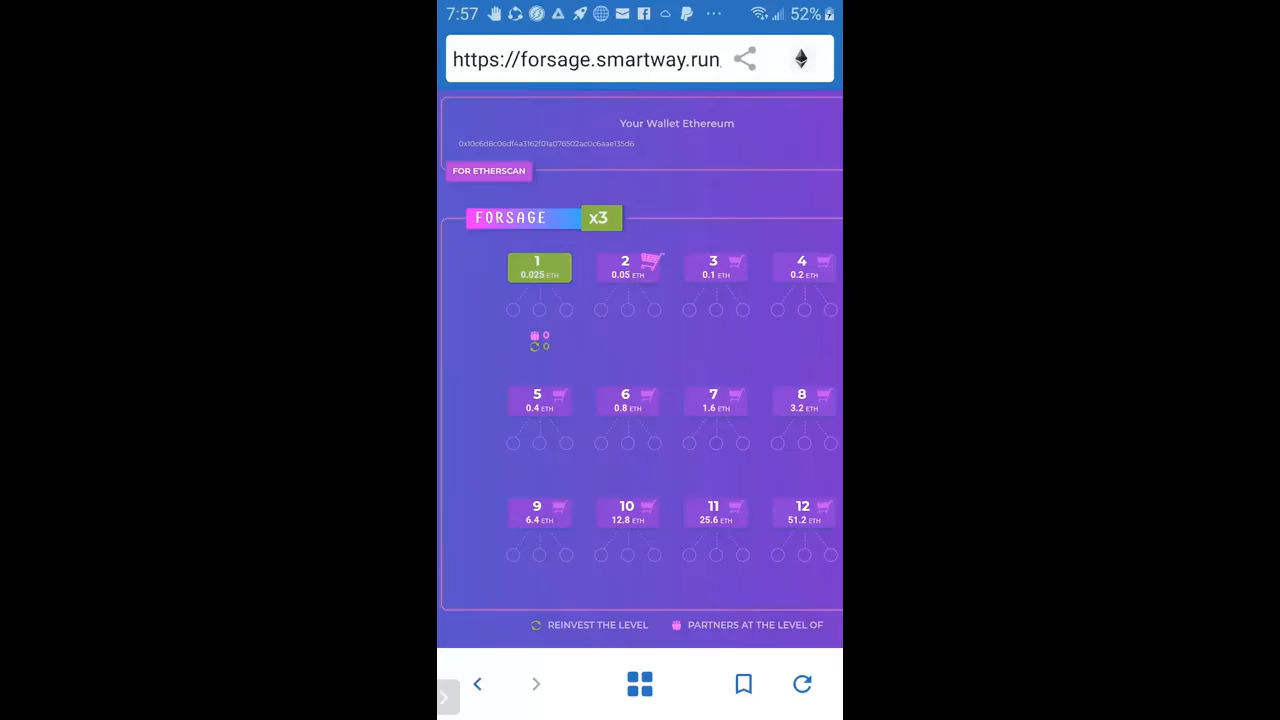 7:57 52%
https://forsage.smartway.run
Your Wallet Ethereum
0x10c6d8c06df4a3162f01a076502ac0c6aae135d6
FOR ETHERSCAN
FORSAGE x3
1 2 3 4
0.025 ETH 0.05 ETH 0.1 ETH 0.2 ETH
0
0
5 6 7 8
0.4 ETH 0.8 ETH 1.6 ETH 3.2 ETH
9 10 11 12
6.4 ETH 12.8 ETH 25.6 ETH 51.2 ETH
REINVEST THE LEVEL PARTNERS AT THE LEVEL OF